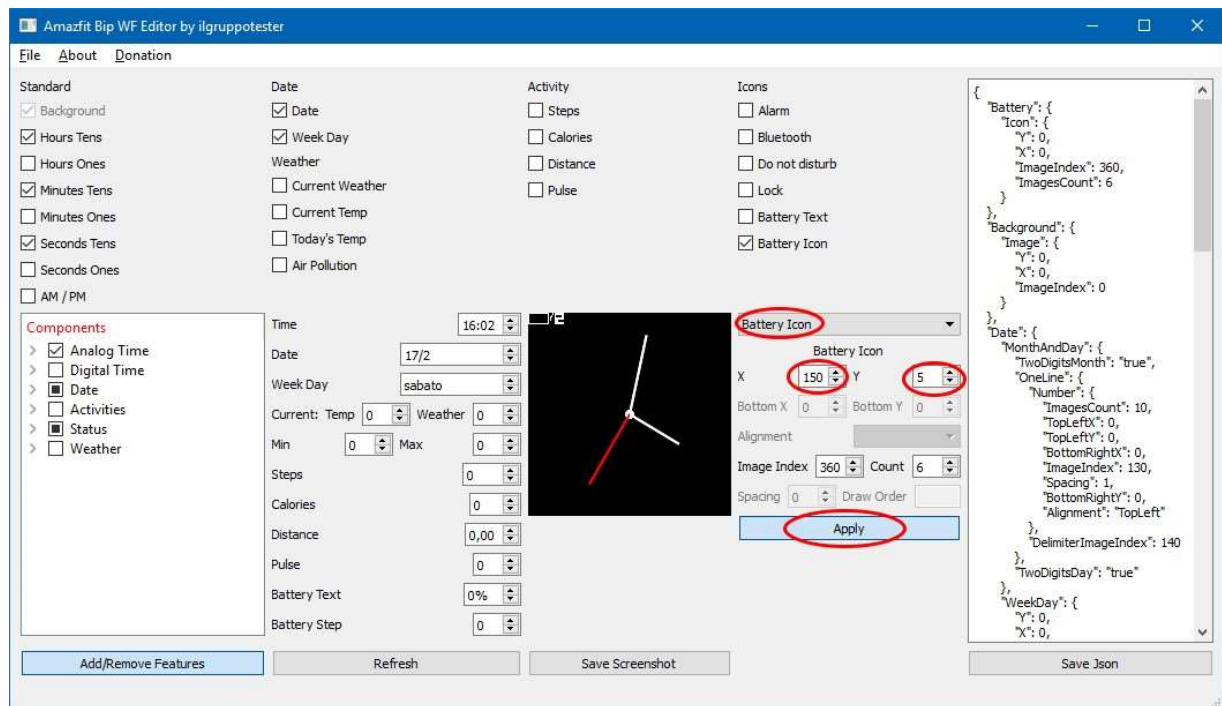 Amazfit Bip WF Editor by ilgruppotester
File About Donation
Standard
Background
Hours Tens
Hours Ones
Minutes Tens
Minutes Ones
Seconds Tens
Seconds Ones
AM / PM
Date
Date
Week Day
Weather
Current Weather
Current Temp
Today's Temp
Air Pollution
Activity
Steps
Calories
Distance
Pulse
Icons
Alarm
Bluetooth
Do not disturb
Lock
Battery Text
Battery Icon
Components
Analog Time
Digital Time
Date
Activities
Status
Weather
Add/Remove Features
Time 16:02
Date 17/2
Week Day sabato
Current: Temp 0 Weather 0
Min 0 Max 0
Steps 0
Calories 0
Distance 0,00
Pulse 0
Battery Text 0%
Battery Step 0
Refresh
Save Screenshot
Battery Icon
Battery Icon
X 150 Y 5
Bottom X 0 Bottom Y 0
Alignment
Image Index 360 Count 6
Spacing 0 Draw Order
Apply
{
"Battery": {
"Icon": {
"Y": 0,
"X": 0,
"ImageIndex": 360,
"ImagesCount": 6
}
},
"Background": {
"Image": {
"Y": 0,
"X": 0,
"ImageIndex": 0
}
},
"Date": {
"MonthAndDay": {
"TwoDigitsMonth": "true",
"OneLine": {
"Number": {
"ImagesCount": 10,
"TopLeftX": 0,
"TopLeftY": 0,
"BottomRightX": 0,
"ImageIndex": 130,
"Spacing": 1,
"BottomRightY": 0,
"Alignment": "TopLeft"
},
"DelimiterImageIndex": 140
},
"TwoDigitsDay": "true"
},
"WeekDay": {
"Y": 0,
"X": 0,
Save Json